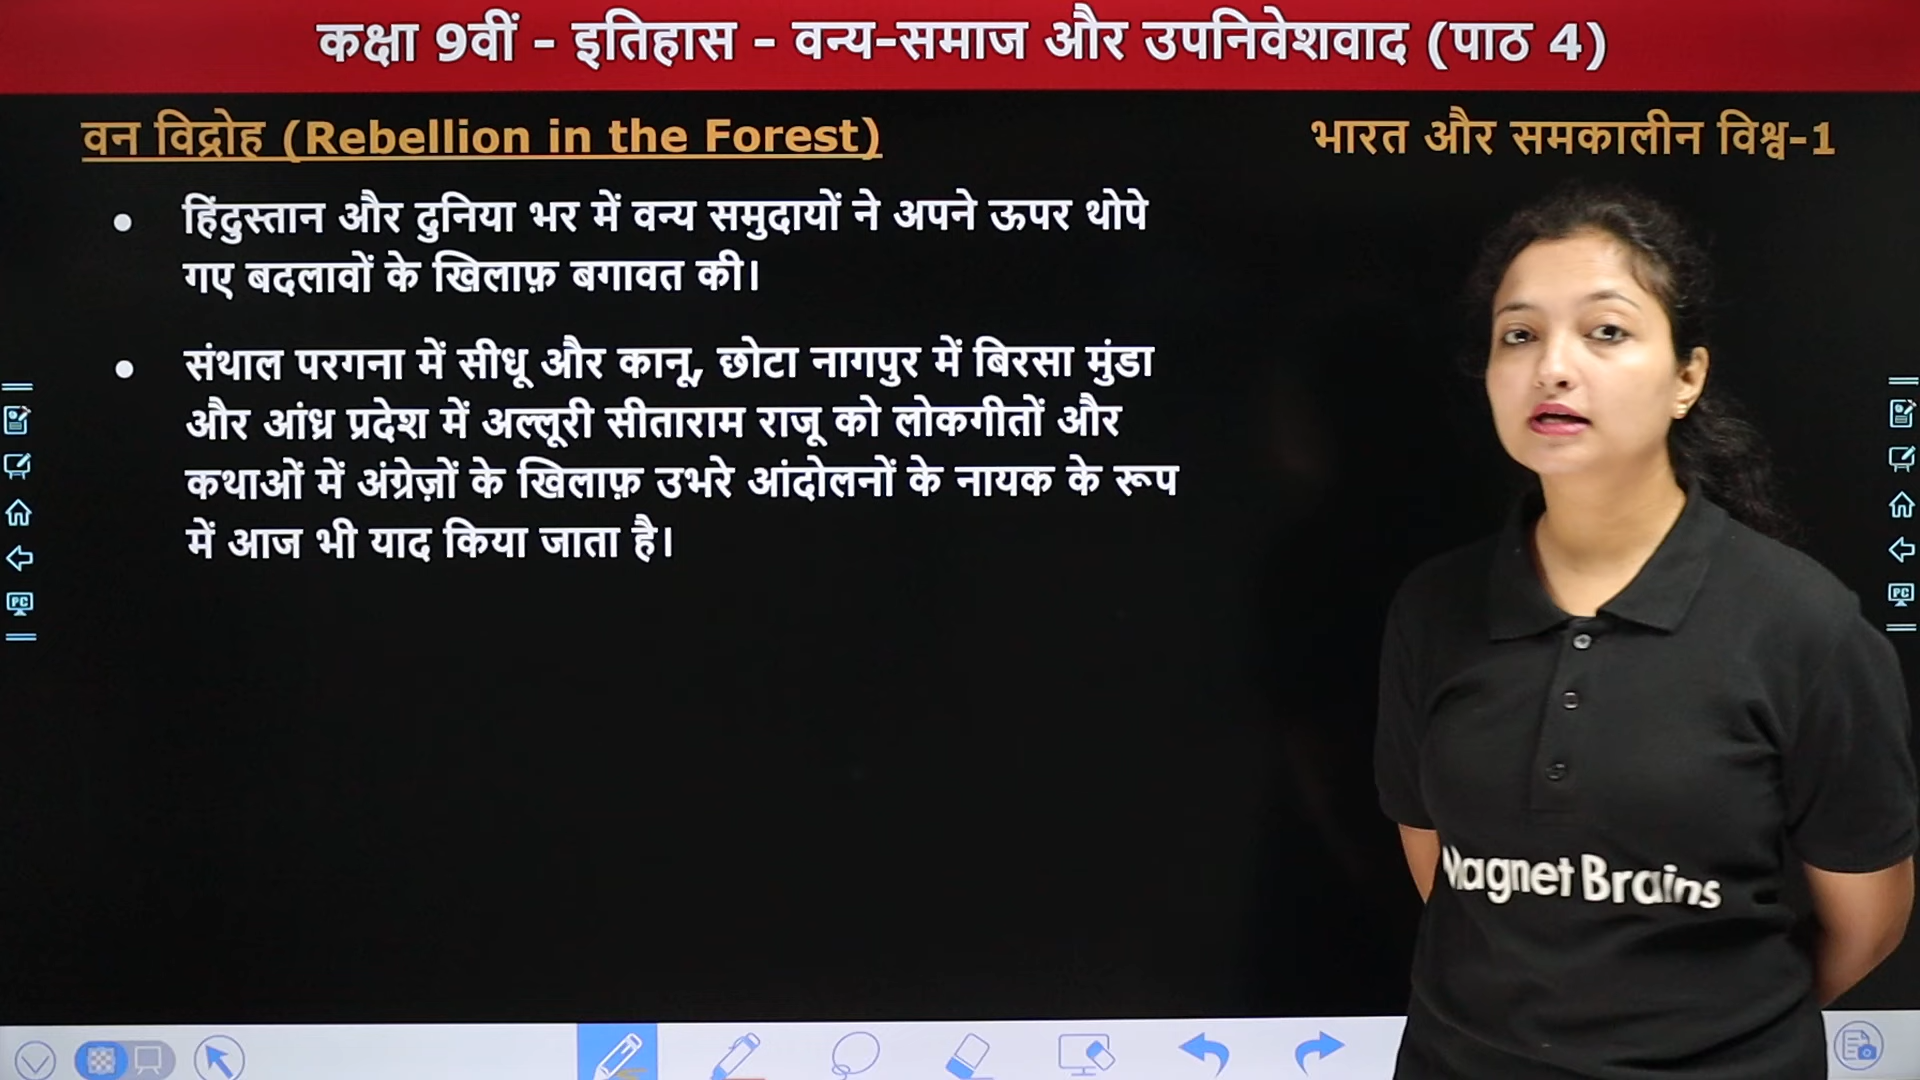 कक्षा 9वीं - इतिहास - वन्य-समाज और उपनिवेशवाद (पाठ 4)
वन विद्रोह (Rebellion in the Forest)
भारत और समकालीन विश्व-1
• हिंदुस्तान और दुनिया भर में वन्य समुदायों ने अपने ऊपर थोपे
गए बदलावों के खिलाफ़ बगावत की।
• संथाल परगना में सीधू और कानू, छोटा नागपुर में बिरसा मुंडा
और आंध्र प्रदेश में अल्लूरी सीताराम राजू को लोकगीतों और
कथाओं में अंग्रेज़ों के खिलाफ़ उभरे आंदोलनों के नायक के रूप
में आज भी याद किया जाता है।
PC
PC
Magnet Brains